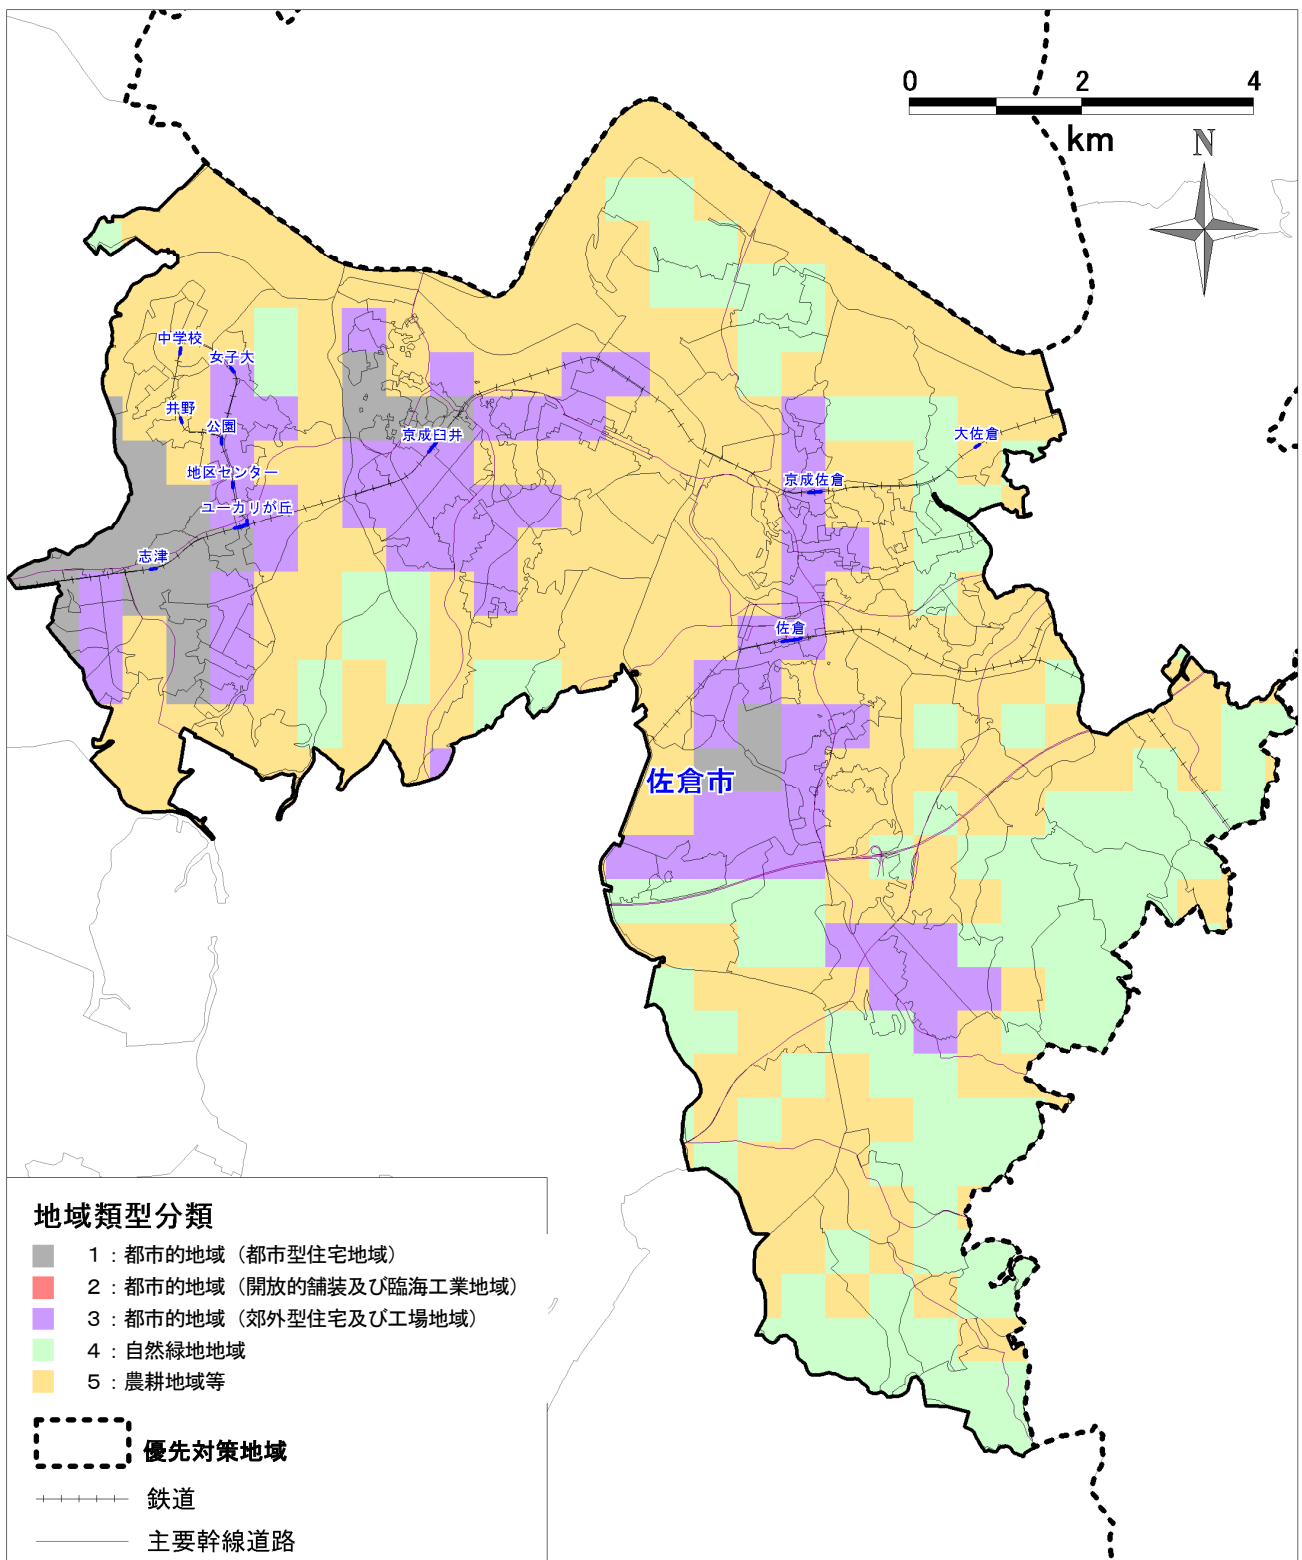 0 2 4
km
N
中学校
女子大
井野
公園
京成臼井
大佐倉
地区センター
京成佐倉
ユーカリが丘
志津
佐倉
佐倉市
地域類型分類
1：都市的地域（都市型住宅地域）
2：都市的地域（開放的舗装及び臨海工業地域）
3：都市的地域（郊外型住宅及び工場地域）
4：自然緑地地域
5：農耕地域等
優先対策地域
鉄道
主要幹線道路